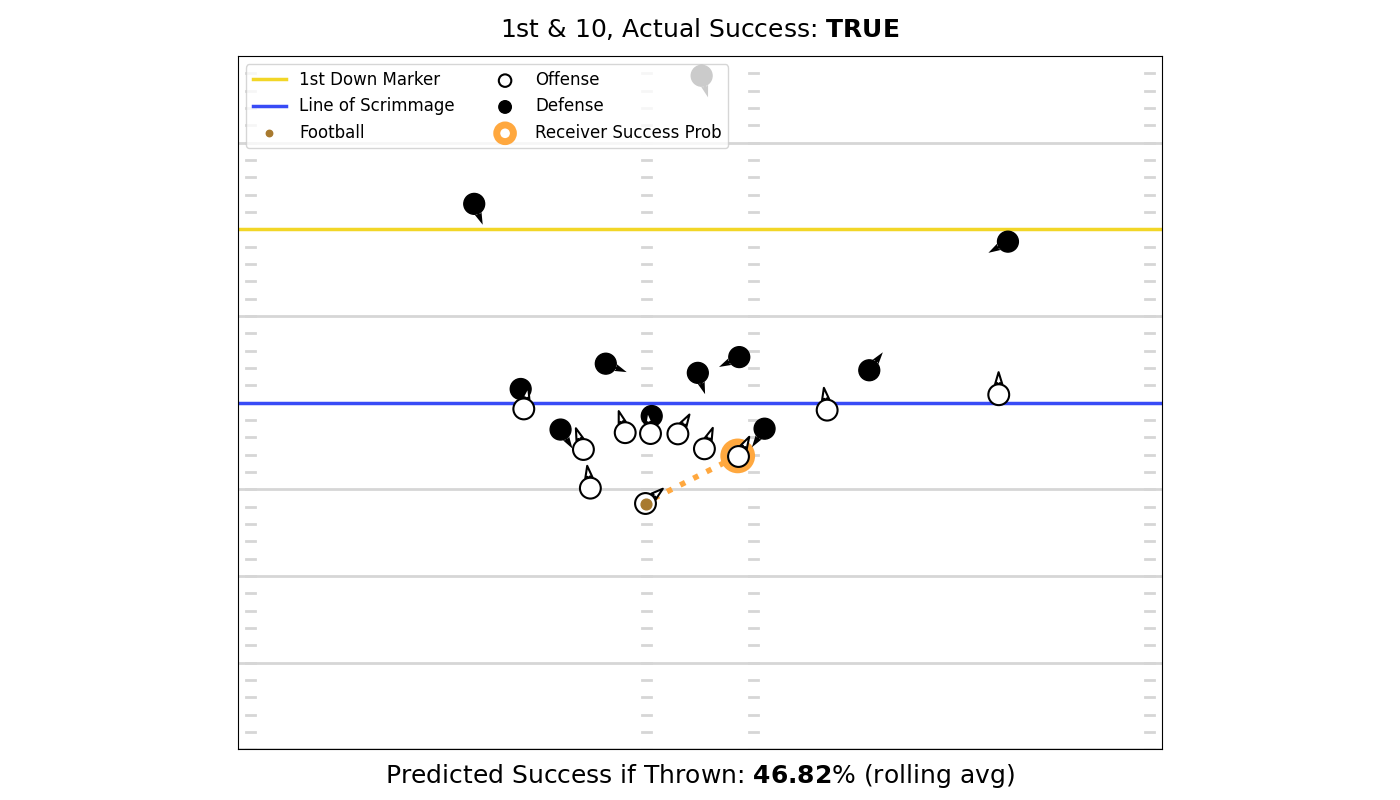 1st & 10, Actual Success: TRUE
1st Down Marker
Line of Scrimmage
Football
Offense
Defense
Receiver Success Prob
Predicted Success if Thrown: 46.82% (rolling avg)